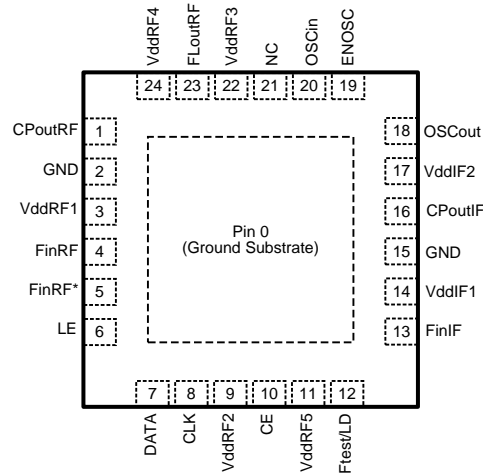 VddRF4
FLoutRF
VddRF3
NC
OSCin
ENOSC
24
23
22
21
20
19
CPoutRF 1
GND 2
VddRF1 3
FinRF 4
FinRF* 5
LE 6
Pin 0
(Ground Substrate)
18 OSCout
17 VddIF2
16 CPoutIF
15 GND
14 VddIF1
13 FinIF
7
8
9
10
11
12
DATA
CLK
VddRF2
CE
VddRF5
Ftest/LD